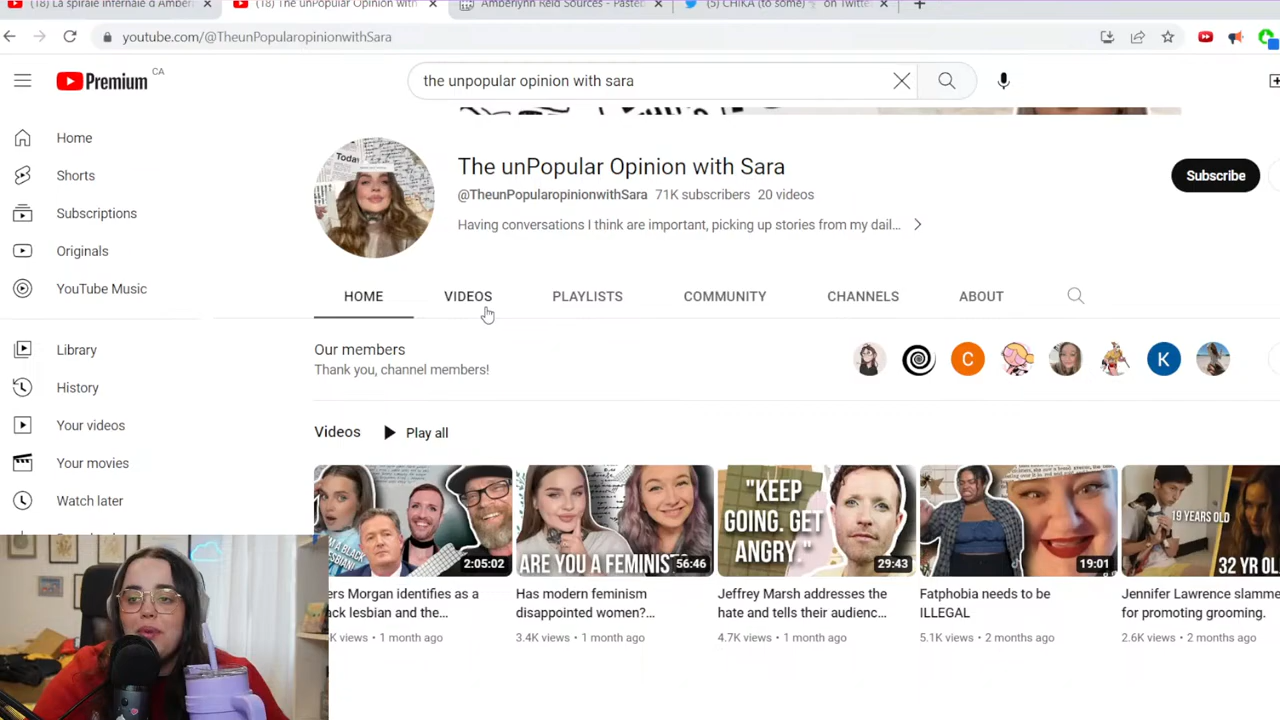 (18) La spirale infernale d'Amber
(18) The unPopular Opinion with
Amberlynn Reid Sources - Pasteb
(5) CHIKA (to some) on Twitte
youtube.com/@TheunPopularopinionwithSara
Premium CA
the unpopular opinion with sara
Home
Shorts
Subscriptions
Originals
YouTube Music
Library
History
Your videos
Your movies
Watch later
Today
The unPopular Opinion with Sara
@TheunPopularopinionwithSara 71K subscribers 20 videos
Having conversations I think are important, picking up stories from my dail...
Subscribe
HOME VIDEOS PLAYLISTS COMMUNITY CHANNELS ABOUT
Our members
Thank you, channel members!
C
K
Videos Play all
I'M A BLACK
LESBIAN!
2:05:02
ARE YOU A FEMINIS
56:46
"KEEP
GOING. GET
ANGRY."
29:43
19:01
19 YEARS OLD
32 YR OL
ers Morgan identifies as a
ck lesbian and the...
K views • 1 month ago
Has modern feminism
disappointed women?...
3.4K views • 1 month ago
Jeffrey Marsh addresses the
hate and tells their audienc...
4.7K views • 1 month ago
Fatphobia needs to be
ILLEGAL
5.1K views • 2 months ago
Jennifer Lawrence slamme
for promoting grooming.
2.6K views • 2 months ago